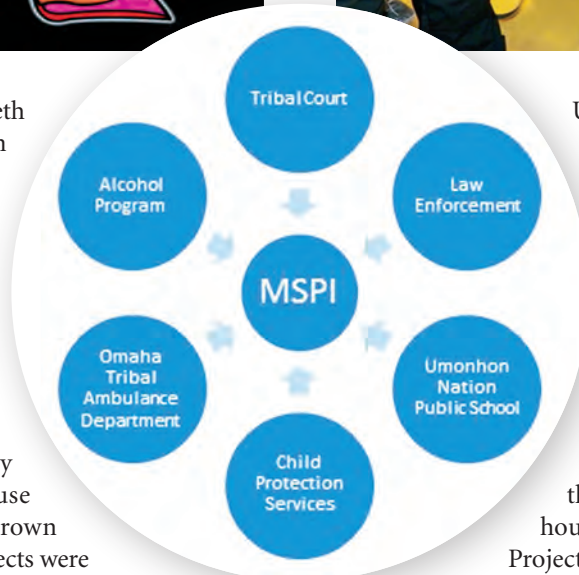 eth
U
Tribal Court
Alcohol
Program
Law
Enforcement
MSPI
Omaha
Tribal
Ambulance
Department
Umonhon
Nation
Public School
Child
Protection
Services
y
use
rown
ects were
th
hou
Project